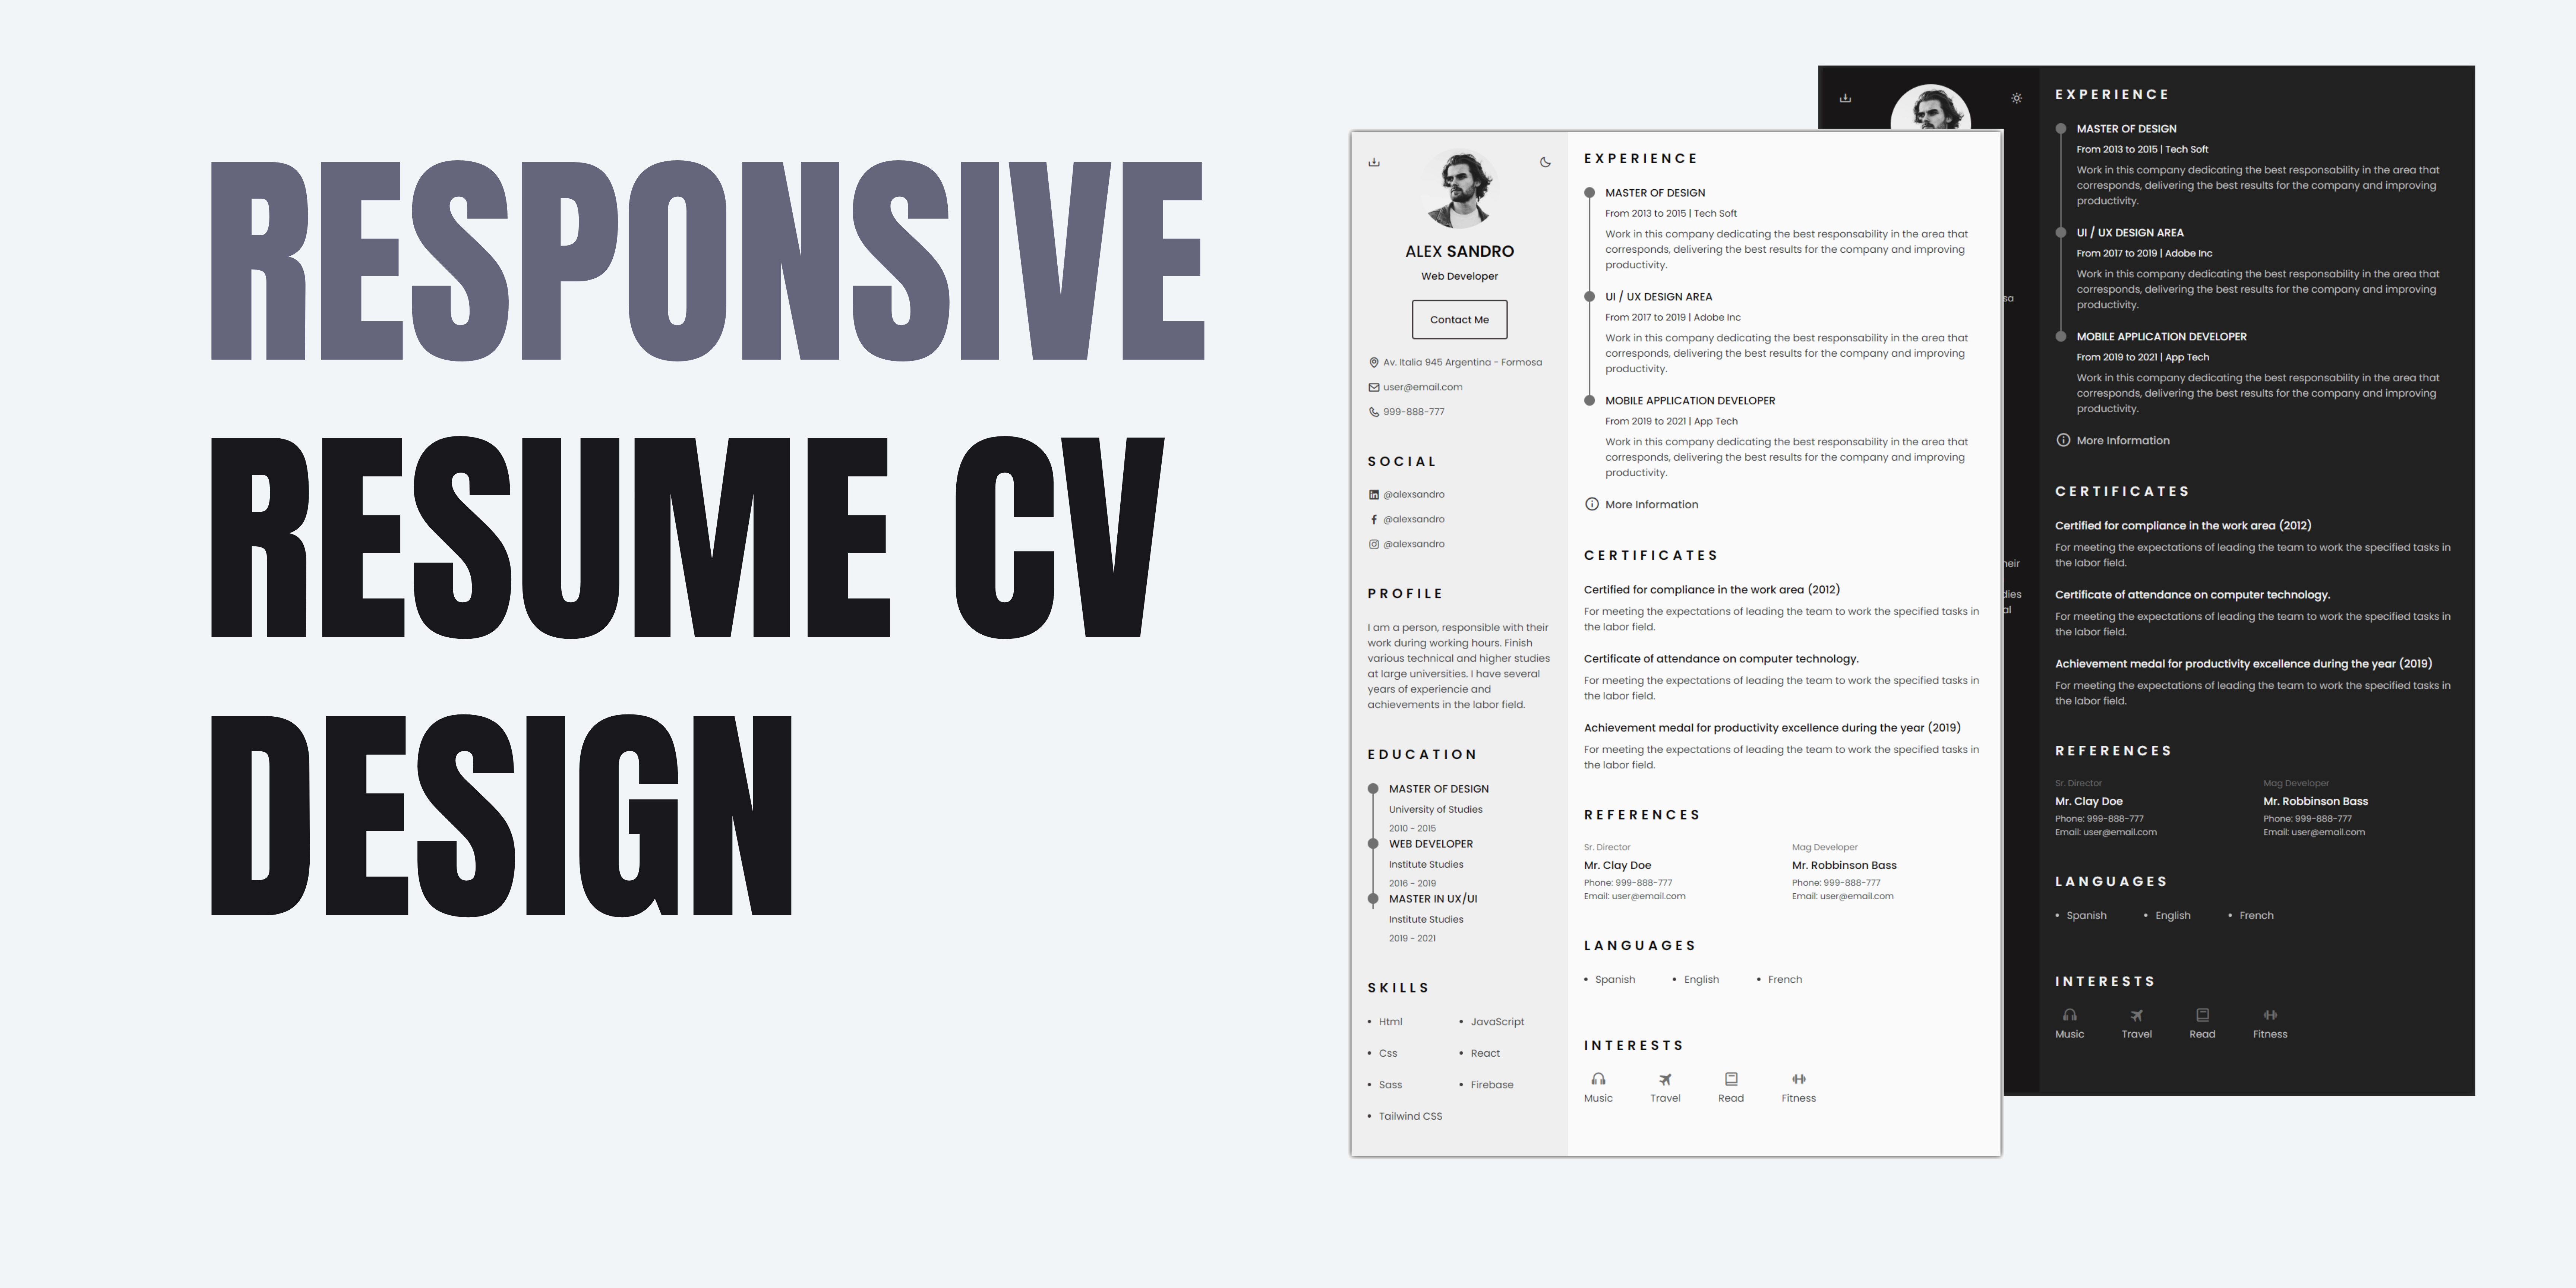 RESPONSIVE
RESUME CV
DESIGN
ALEX SANDRO
Web Developer
Contact Me
Av. Italia 945 Argentina - Formosa
user@email.com
999-888-777
SOCIAL
@alexsandro
@alexsandro
@alexsandro
PROFILE
I am a person, responsible with their
work during working hours. Finish
various technical and higher studies
at large universities. I have several
years of experiencie and
achievements in the labor field.
EDUCATION
MASTER OF DESIGN
University of Studies
2010 - 2015
WEB DEVELOPER
Institute Studies
2016 - 2019
MASTER IN UX/UI
Institute Studies
2019 - 2021
SKILLS
Html
JavaScript
Css
React
Sass
Firebase
Tailwind CSS
EXPERIENCE
MASTER OF DESIGN
From 2013 to 2015 | Tech Soft
Work in this company dedicating the best responsability in the area that
corresponds, delivering the best results for the company and improving
productivity.
UI / UX DESIGN AREA
From 2017 to 2019 | Adobe Inc
Work in this company dedicating the best responsability in the area that
corresponds, delivering the best results for the company and improving
productivity.
MOBILE APPLICATION DEVELOPER
From 2019 to 2021 | App Tech
Work in this company dedicating the best responsability in the area that
corresponds, delivering the best results for the company and improving
productivity.
More Information
CERTIFICATES
Certified for compliance in the work area (2012)
For meeting the expectations of leading the team to work the specified tasks in
the labor field.
Certificate of attendance on computer technology.
For meeting the expectations of leading the team to work the specified tasks in
the labor field.
Achievement medal for productivity excellence during the year (2019)
For meeting the expectations of leading the team to work the specified tasks in
the labor field.
REFERENCES
Sr. Director
Mr. Clay Doe
Phone: 999-888-777
Email: user@email.com
Mag Developer
Mr. Robbinson Bass
Phone: 999-888-777
Email: user@email.com
LANGUAGES
Spanish English French
INTERESTS
Music Travel Read Fitness
sa
heir
dies
al
EXPERIENCE
MASTER OF DESIGN
From 2013 to 2015 | Tech Soft
Work in this company dedicating the best responsability in the area that
corresponds, delivering the best results for the company and improving
productivity.
UI / UX DESIGN AREA
From 2017 to 2019 | Adobe Inc
Work in this company dedicating the best responsability in the area that
corresponds, delivering the best results for the company and improving
productivity.
MOBILE APPLICATION DEVELOPER
From 2019 to 2021 | App Tech
Work in this company dedicating the best responsability in the area that
corresponds, delivering the best results for the company and improving
productivity.
More Information
CERTIFICATES
Certified for compliance in the work area (2012)
For meeting the expectations of leading the team to work the specified tasks in
the labor field.
Certificate of attendance on computer technology.
For meeting the expectations of leading the team to work the specified tasks in
the labor field.
Achievement medal for productivity excellence during the year (2019)
For meeting the expectations of leading the team to work the specified tasks in
the labor field.
REFERENCES
Sr. Director
Mr. Clay Doe
Phone: 999-888-777
Email: user@email.com
Mag Developer
Mr. Robbinson Bass
Phone: 999-888-777
Email: user@email.com
LANGUAGES
Spanish English French
INTERESTS
Music Travel Read Fitness